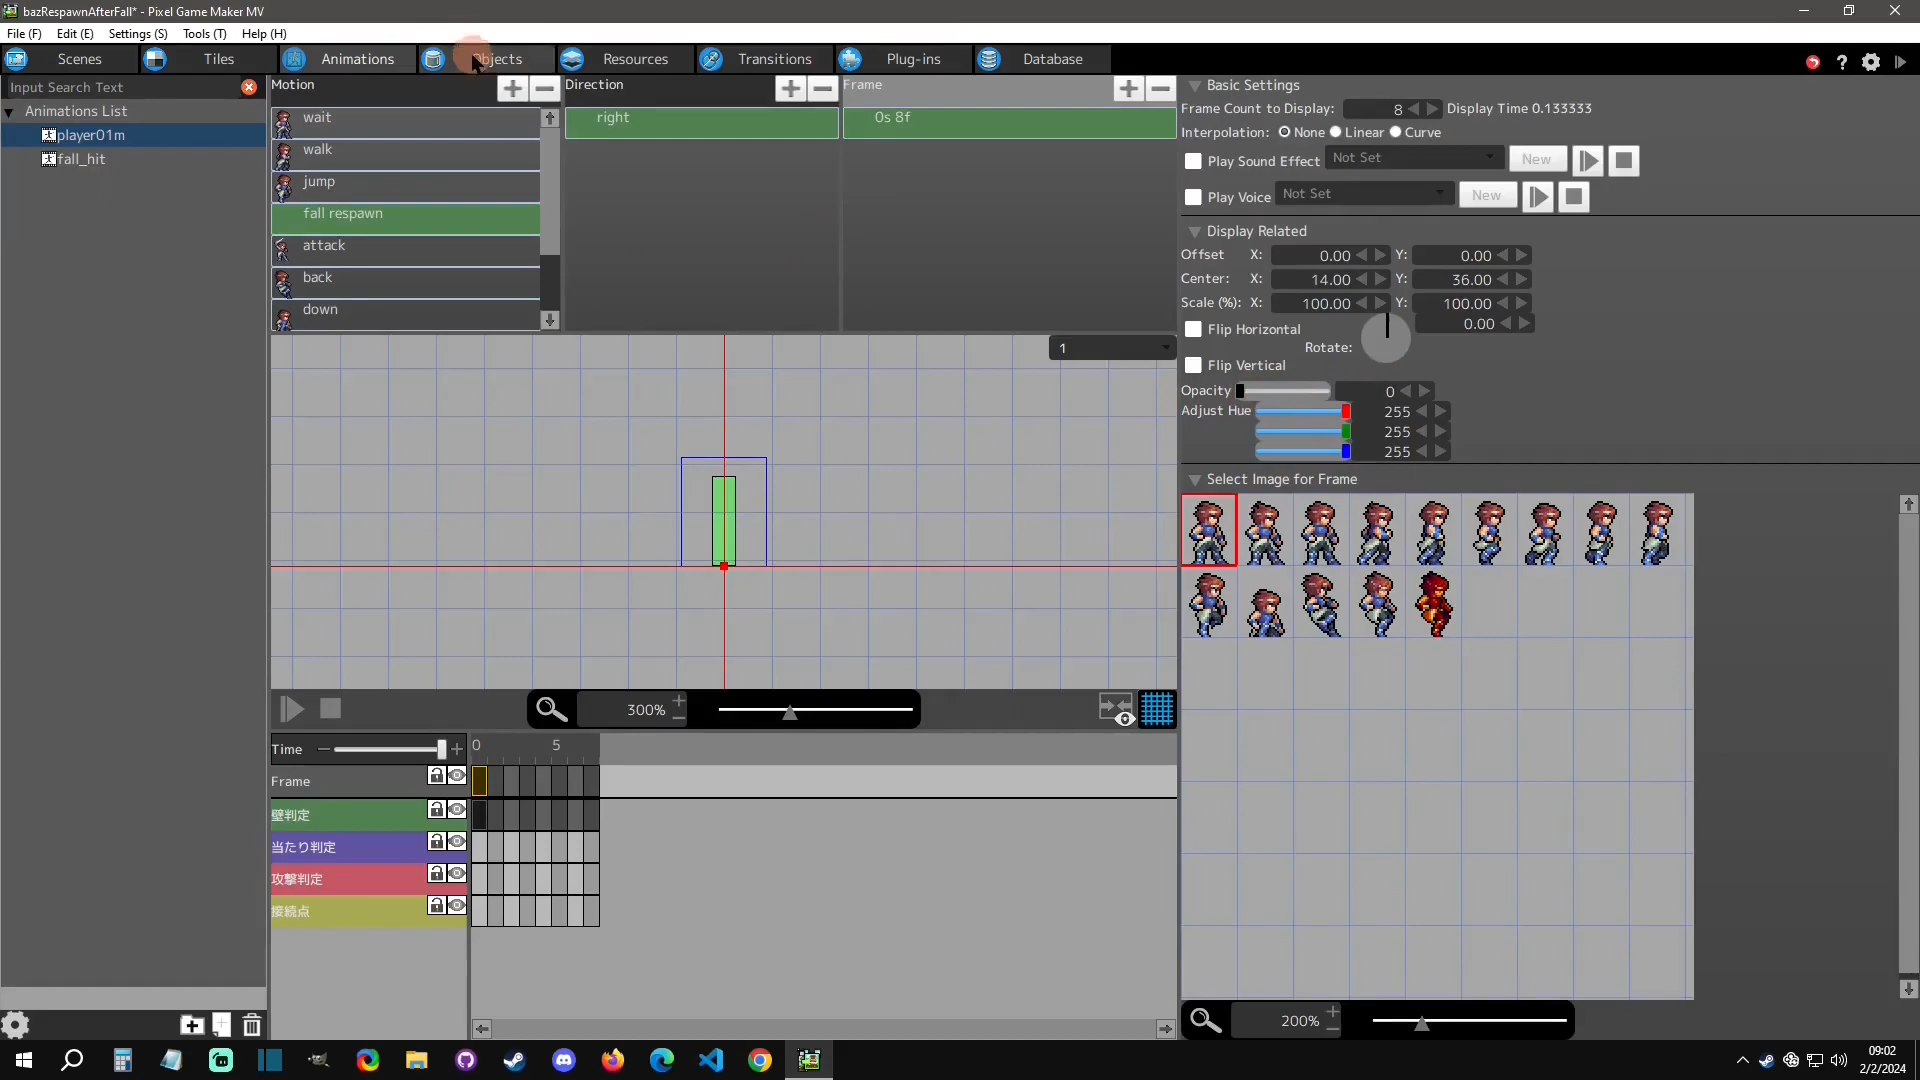 bazRespawnAfterFall* - Pixel Game Maker MV
File (F) Edit (E) Settings (S) Tools (T) Help (H)
Scenes Tiles Animations Objects Resources Transitions Plug-ins Database
Input Search Text
Animations List
player01m
fall_hit
Motion
wait
walk
jump
fall respawn
attack
back
down
Direction
right
Frame
0s 8f
Basic Settings
Frame Count to Display: 8 Display Time 0.133333
Interpolation: None Linear Curve
Play Sound Effect Not Set New
Play Voice Not Set New
Display Related
Offset X: 0.00 Y: 0.00
Center: X: 14.00 Y: 36.00
Scale (%): X: 100.00 Y: 100.00
Flip Horizontal 0.00
Rotate:
Flip Vertical
Opacity 0
Adjust Hue 255
255
255
Select Image for Frame
1
300%
Time 0 5
Frame
壁判定
当たり判定
攻撃判定
接続点
200%
09:02
2/2/2024